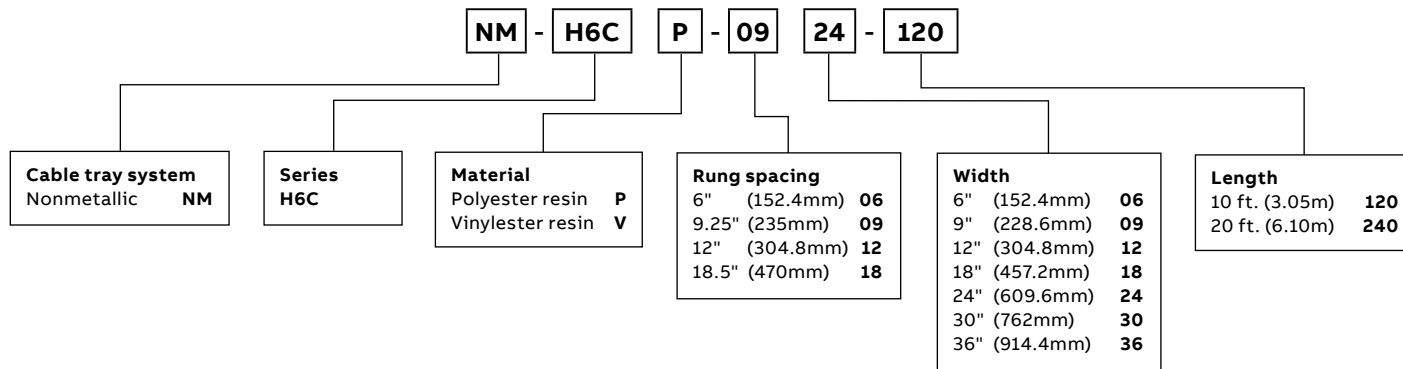 NM - H6C P - 09 24 - 120
Cable tray system
Nonmetallic NM
Series
H6C
Material
Polyester resin P
Vinylester resin V
Rung spacing
6" (152.4mm) 06
9.25" (235mm) 09
12" (304.8mm) 12
18.5" (470mm) 18
Width
6" (152.4mm) 06
9" (228.6mm) 09
12" (304.8mm) 12
18" (457.2mm) 18
24" (609.6mm) 24
30" (762mm) 30
36" (914.4mm) 36
Length
10 ft. (3.05m) 120
20 ft. (6.10m) 240